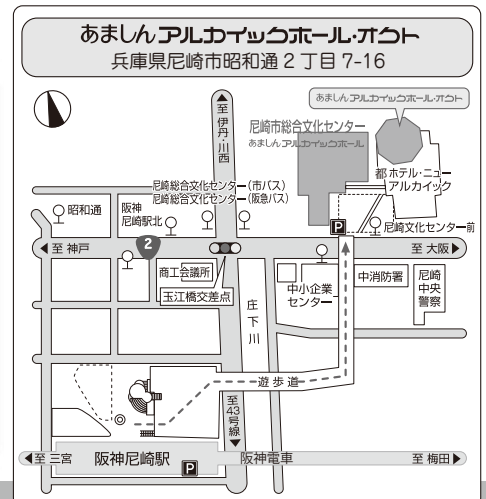 あましんアルカイックホール・オクト
兵庫県尼崎市昭和通2丁目7-16
あましんアルカイックホール・オクト
至伊丹・川西
尼崎市総合文化センター
あましんアルカイックホール
都ホテル・ニュー
アルカイック
尼崎総合文化センター(市バス)
尼崎総合文化センター(阪急バス)
昭和通
阪神
尼崎駅北
P
尼崎文化センター前
至 神戸
2
至 大阪
商工会議所
玉江橋交差点
庄下川
中小企業
センター
中消防署
尼崎
中央
警察
遊歩道
至43号線
至 三宮
阪神尼崎駅
P
阪神電車
至 梅田